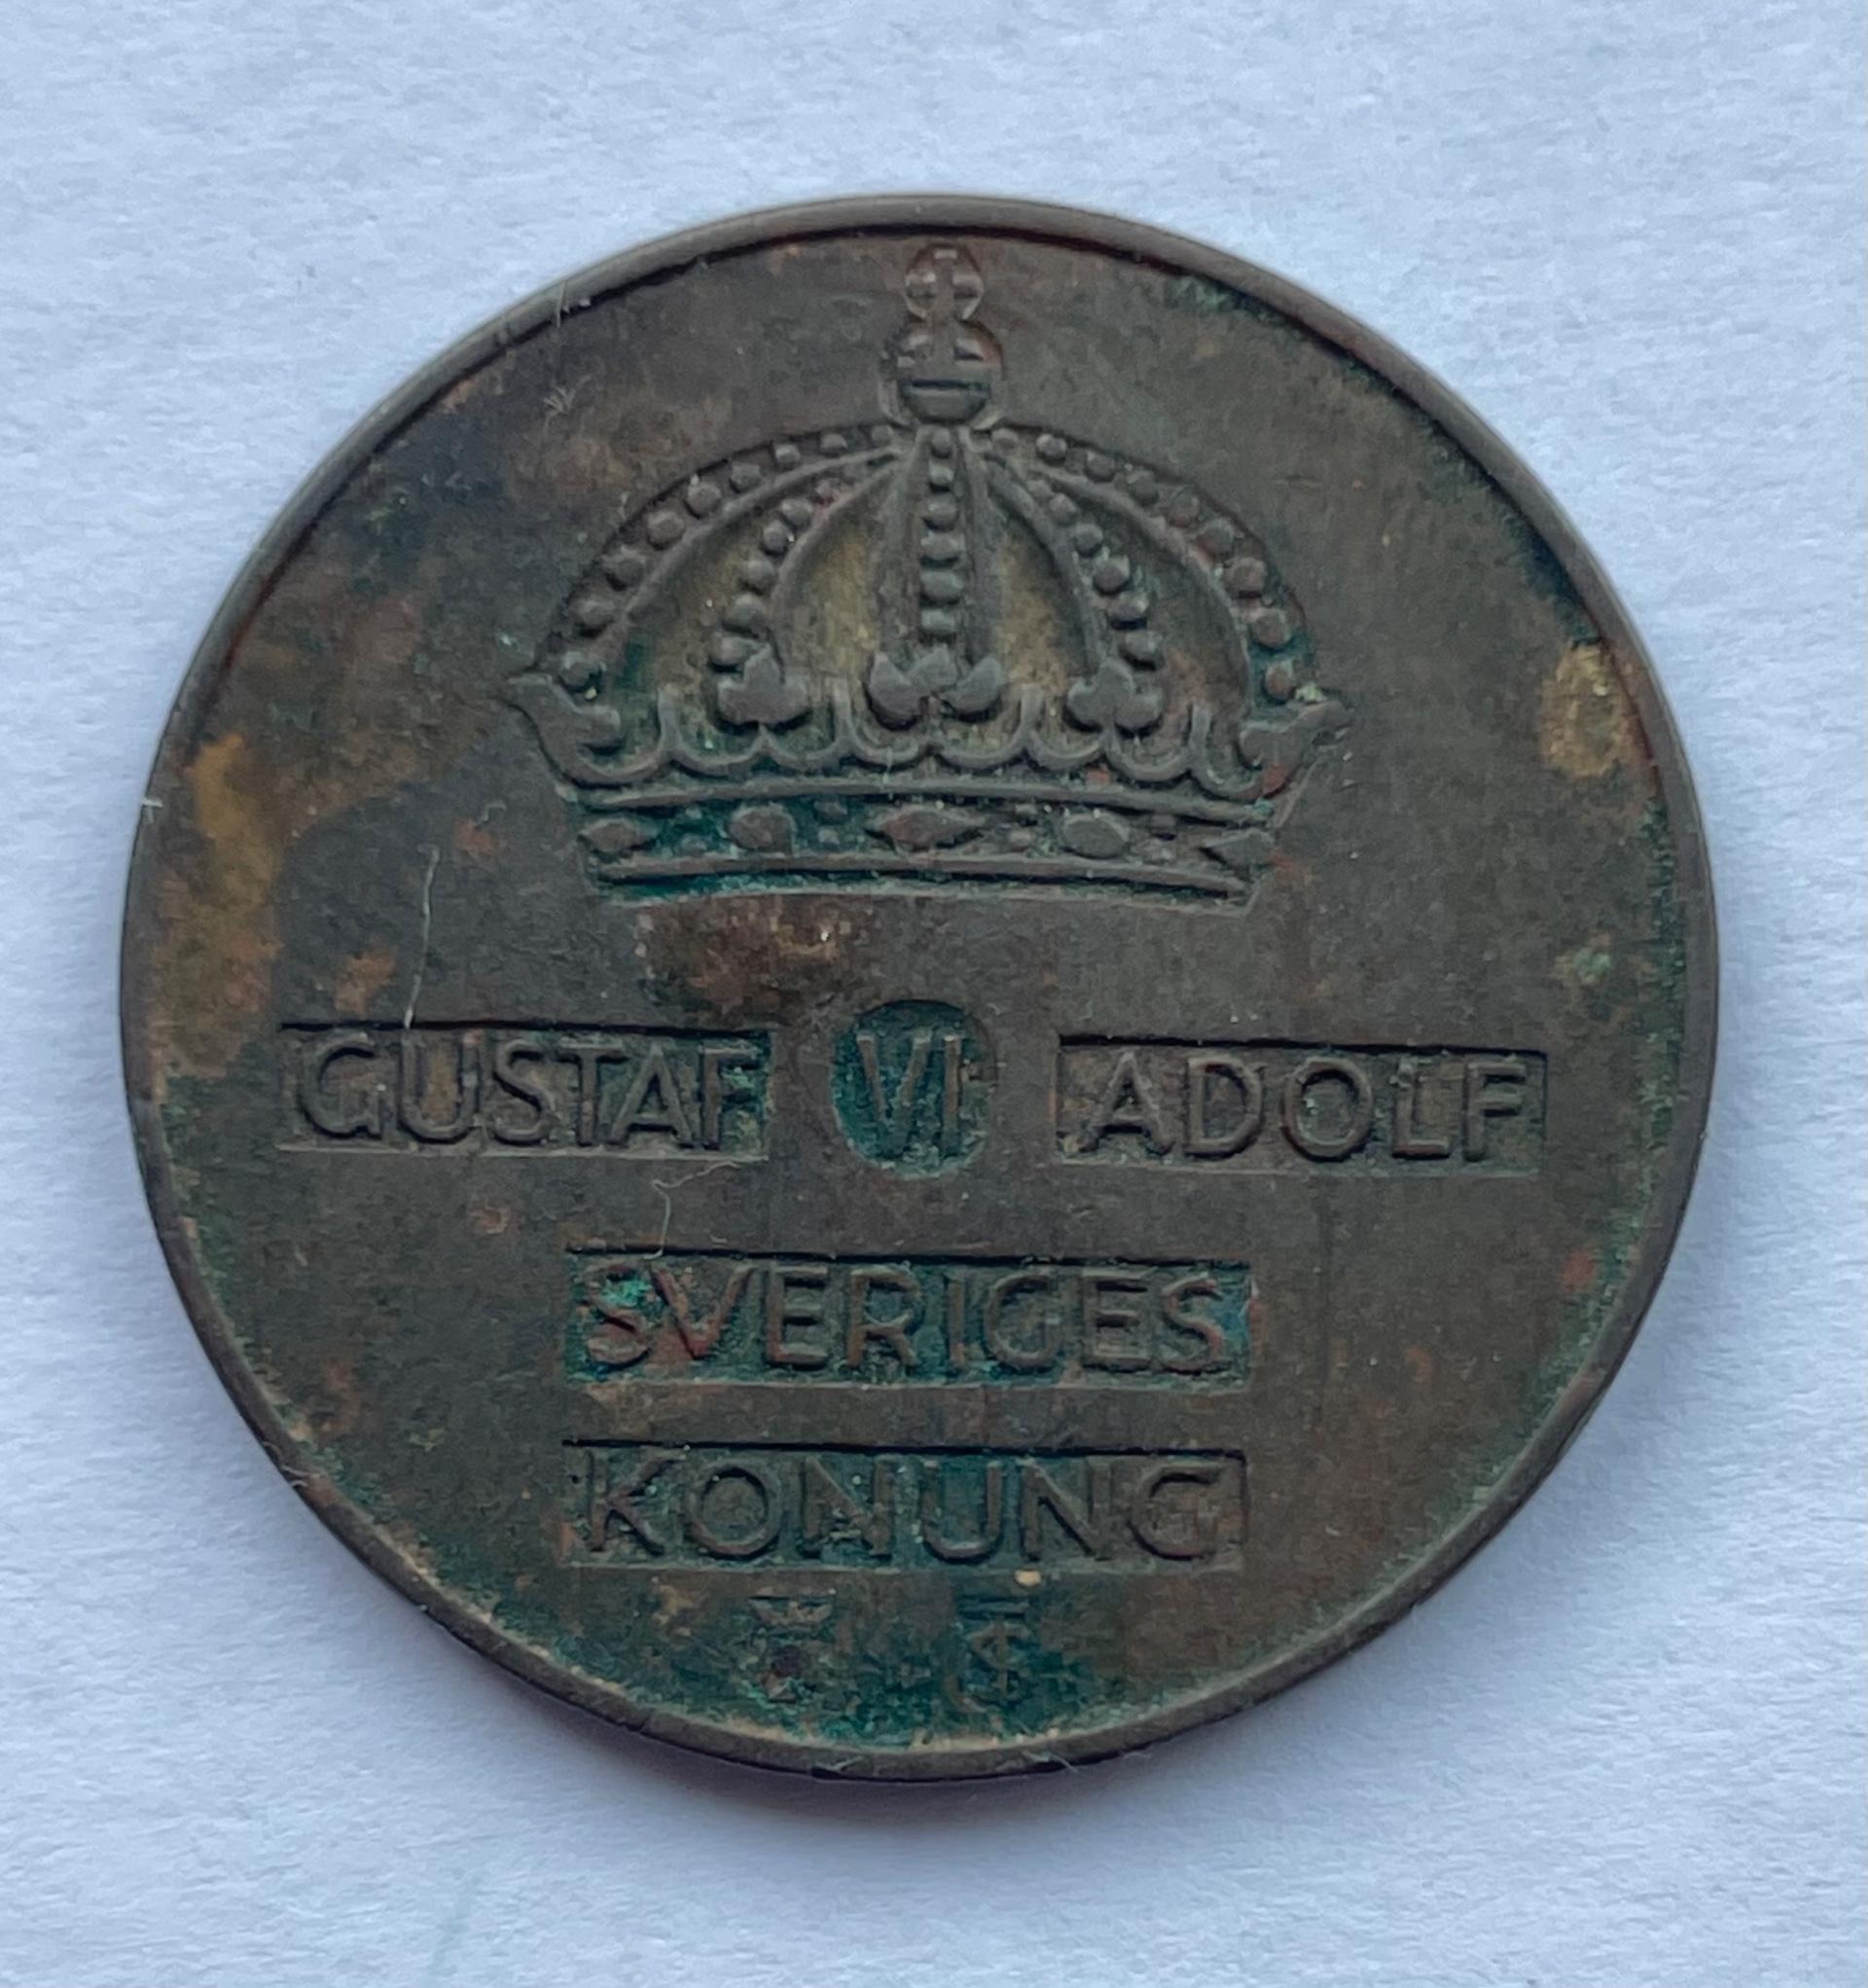 GUSTAF VI ADOLF
SVERIGES
KONUNG